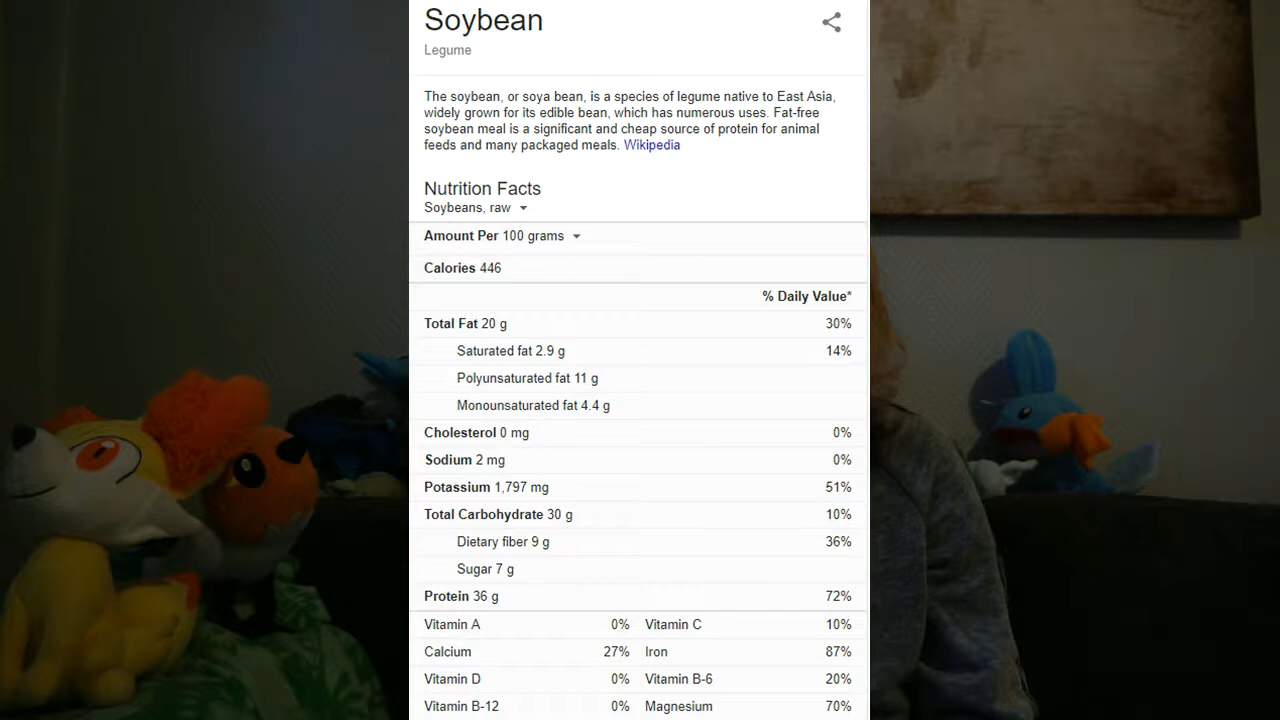 Soybean
Legume
The soybean, or soya bean, is a species of legume native to East Asia,
widely grown for its edible bean, which has numerous uses. Fat-free
soybean meal is a significant and cheap source of protein for animal
feeds and many packaged meals. Wikipedia
Nutrition Facts
Soybeans, raw
Amount Per 100 grams
Calories 446
% Daily Value*
Total Fat 20 g 30%
Saturated fat 2.9 g 14%
Polyunsaturated fat 11 g
Monounsaturated fat 4.4 g
Cholesterol 0 mg 0%
Sodium 2 mg 0%
Potassium 1,797 mg 51%
Total Carbohydrate 30 g 10%
Dietary fiber 9 g 36%
Sugar 7 g
Protein 36 g 72%
Vitamin A 0% Vitamin C 10%
Calcium 27% Iron 87%
Vitamin D 0% Vitamin B-6 20%
Vitamin B-12 0% Magnesium 70%